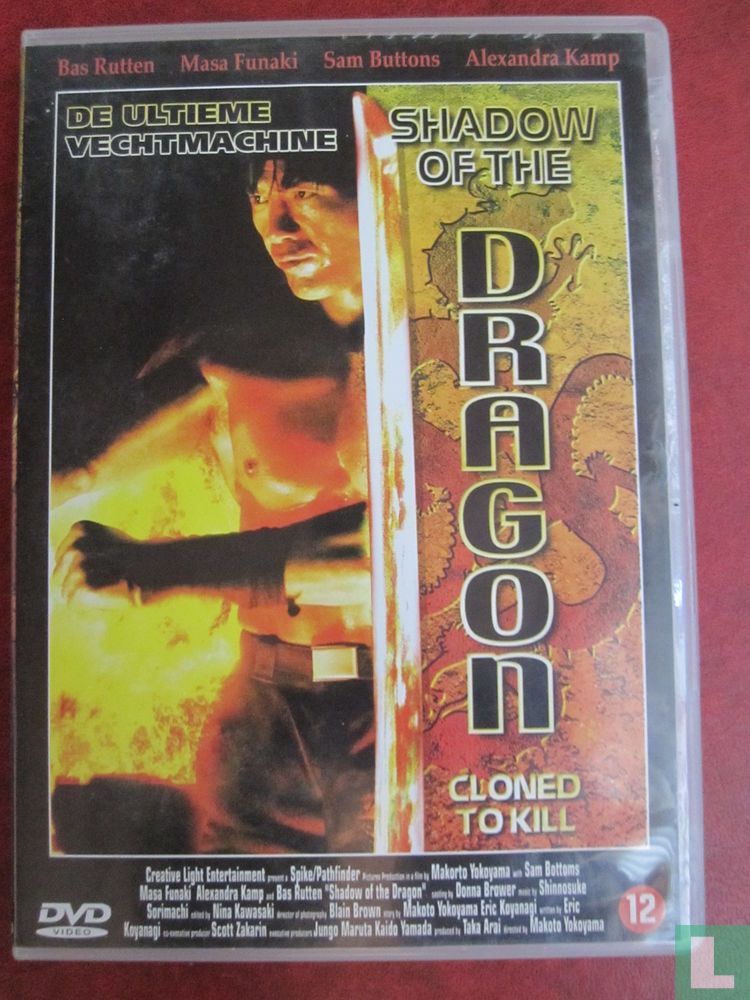 Bas Rutten Masa Funaki Sam Buttons Alexandra Kamp
DE ULTIEME
VECHTMACHINE
SHADOW
OF THE
DRAGON
CLONED
TO KILL
Creative Light Entertainment present a Spike/Pathfinder Pictures Production in a film by Makorto Yokoyama with Sam Bottoms
Masa Funaki Alexandra Kamp and Bas Rutten "Shadow of the Dragon" casting by Donna Brower music by Shinnosuke
Sorimachi edited by Nina Kawasaki director of photography Blain Brown story by Makoto Yokoyama Eric Koyanagi written by Eric
Koyanagi co-executive producer Scott Zakarin executive producers Jungo Maruta Kaido Yamada produced by Taka Arai directed by Makoto Yokoyama
DVD
VIDEO
12
L